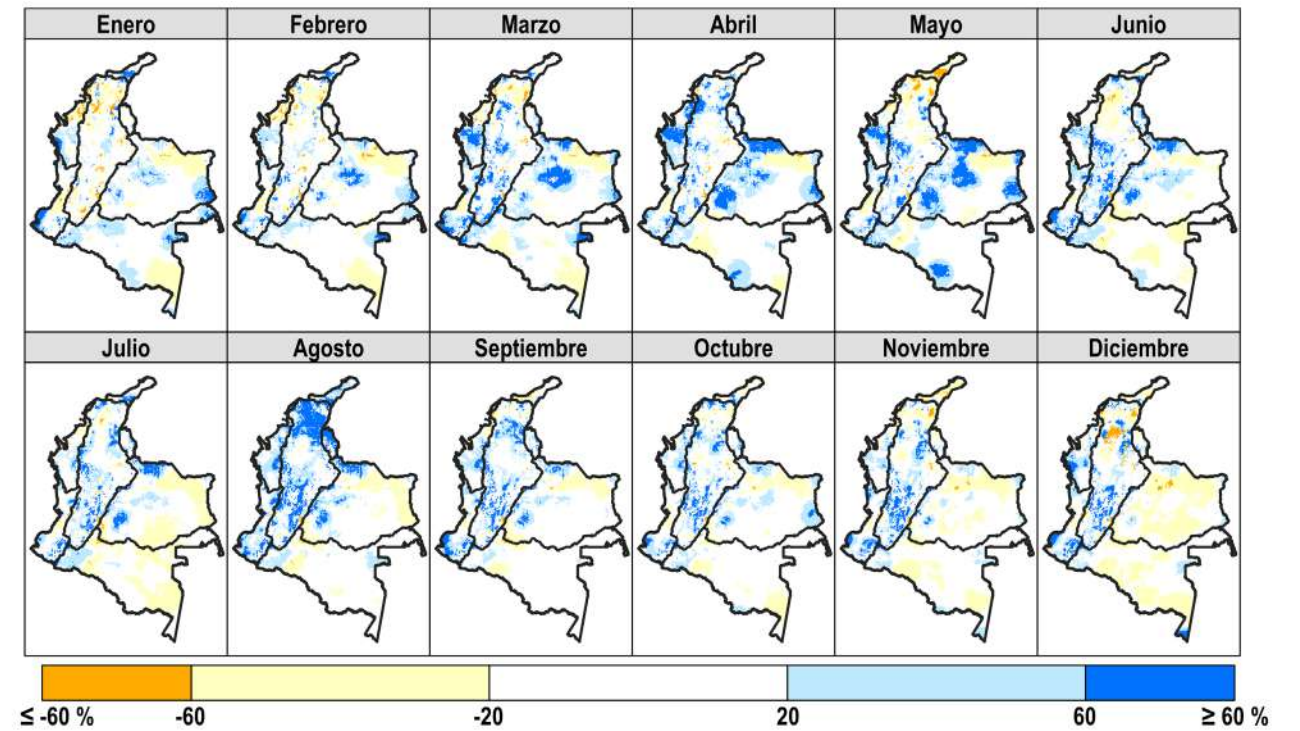 Enero Febrero Marzo Abril Mayo Junio
Julio Agosto Septiembre Octubre Noviembre Diciembre
≤ -60 % -60 -20 20 60 ≥ 60 %